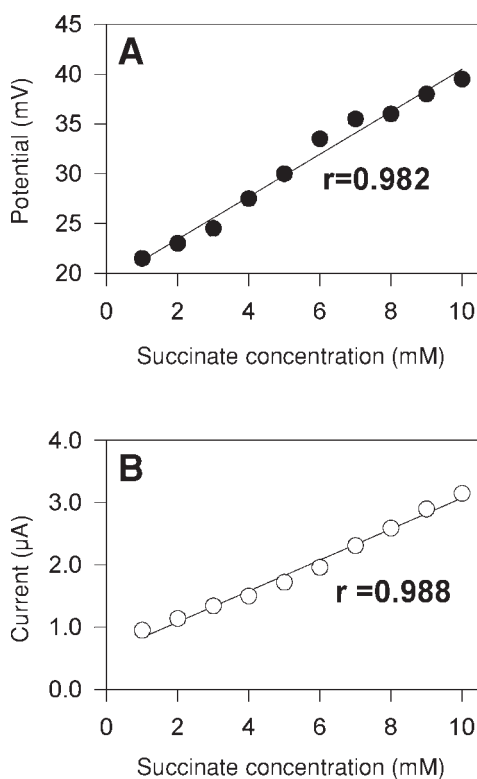 A
45
40
35
30
25
20
Potential (mV)
r=0.982
0 2 4 6 8 10
Succinate concentration (mM)
B
4.0
3.0
2.0
1.0
0.0
Current (µA)
r =0.988
0 2 4 6 8 10
Succinate concentration (mM)